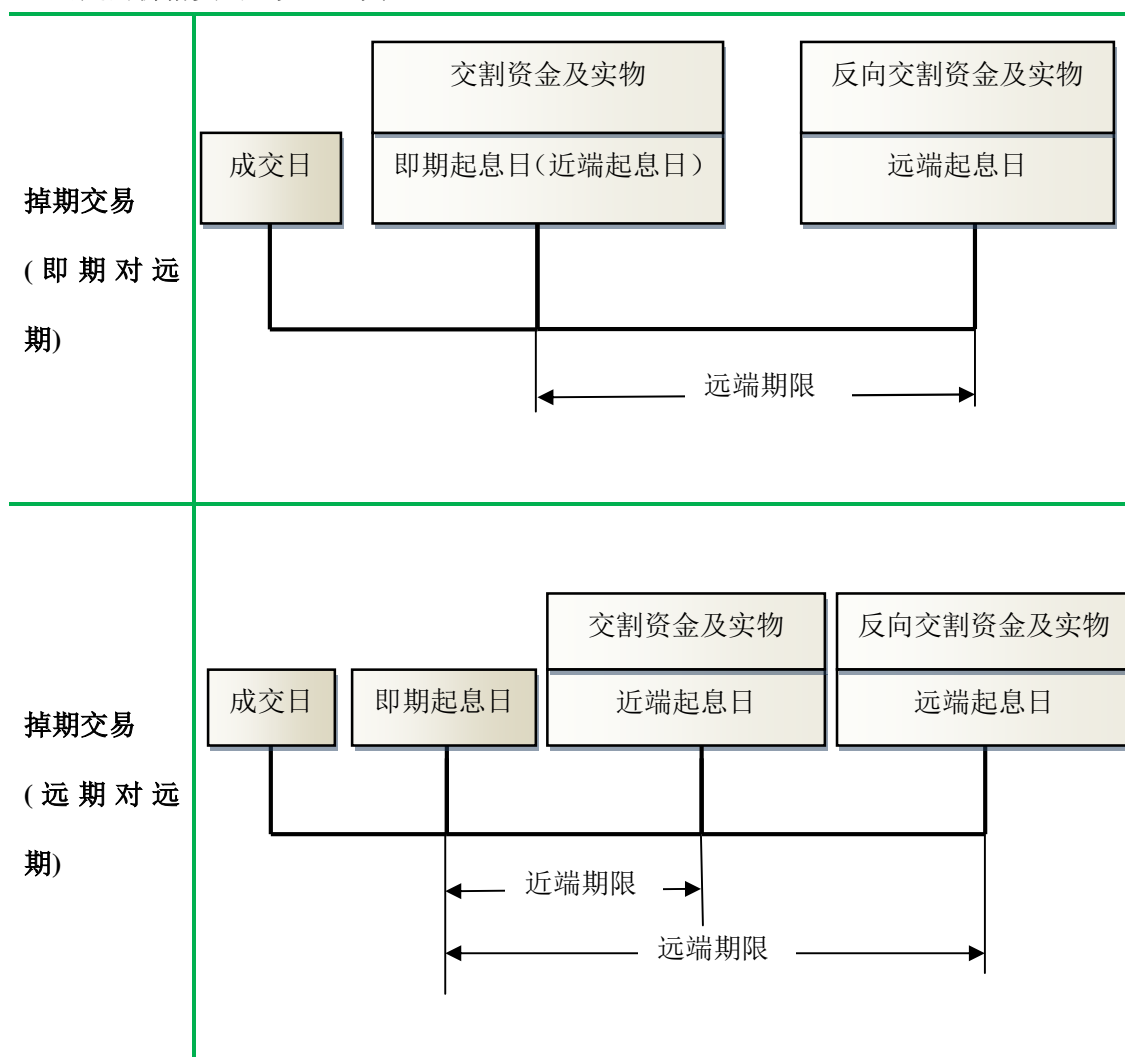 交割资金及实物
反向交割资金及实物
成交日
即期起息日（近端起息日）
远端起息日
掉期交易
(即期对远
期)
远端期限
交割资金及实物
反向交割资金及实物
成交日
即期起息日
近端起息日
远端起息日
掉期交易
(远期对远
期)
近端期限
远端期限